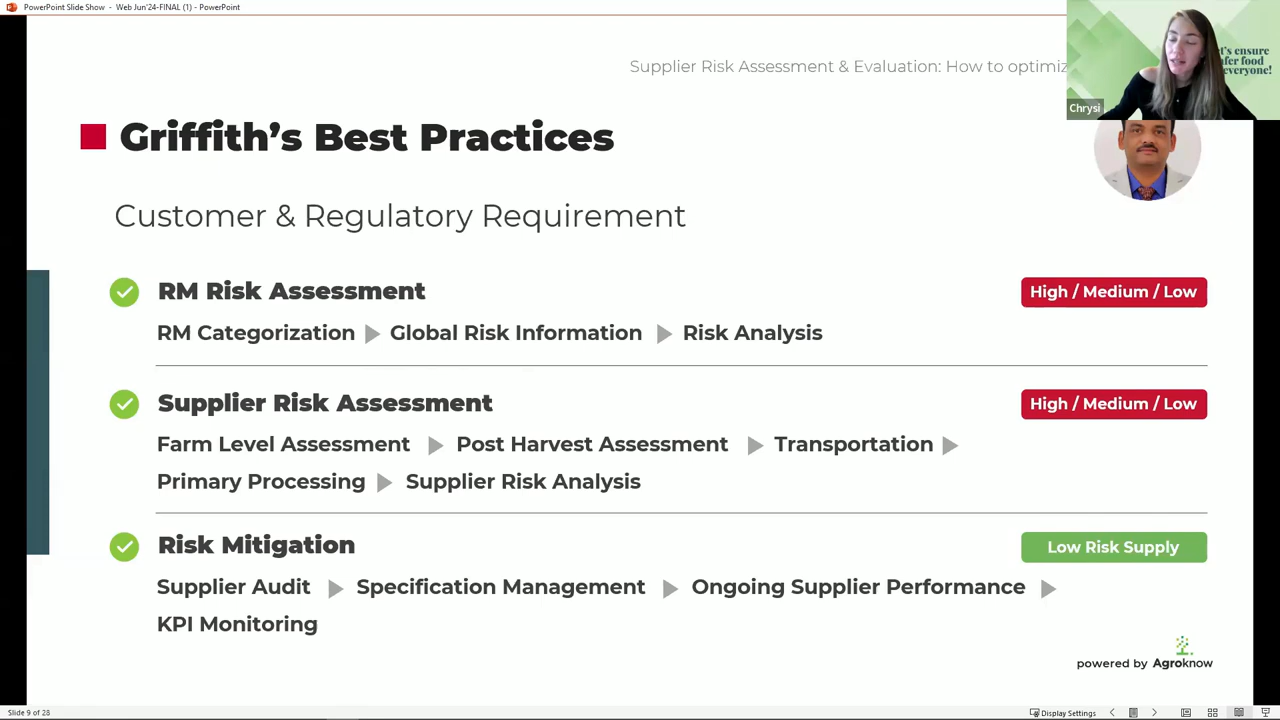 PowerPoint Slide Show - Web Jun'24-FINAL (1) - PowerPoint
Supplier Risk Assessment & Evaluation: How to
t's ensure
fer food
everyone!
Chrysi
Griffith's Best Practices
Customer & Regulatory Requirement
RM Risk Assessment
High / Medium / Low
RM Categorization Global Risk Information Risk Analysis
Supplier Risk Assessment
High / Medium / Low
Farm Level Assessment Post Harvest Assessment Transportation
Primary Processing Supplier Risk Analysis
Risk Mitigation
Low Risk Supply
Supplier Audit Specification Management Ongoing Supplier Performance
KPI Monitoring
powered by Agroknow
Slide 9 of 28
Display Settings